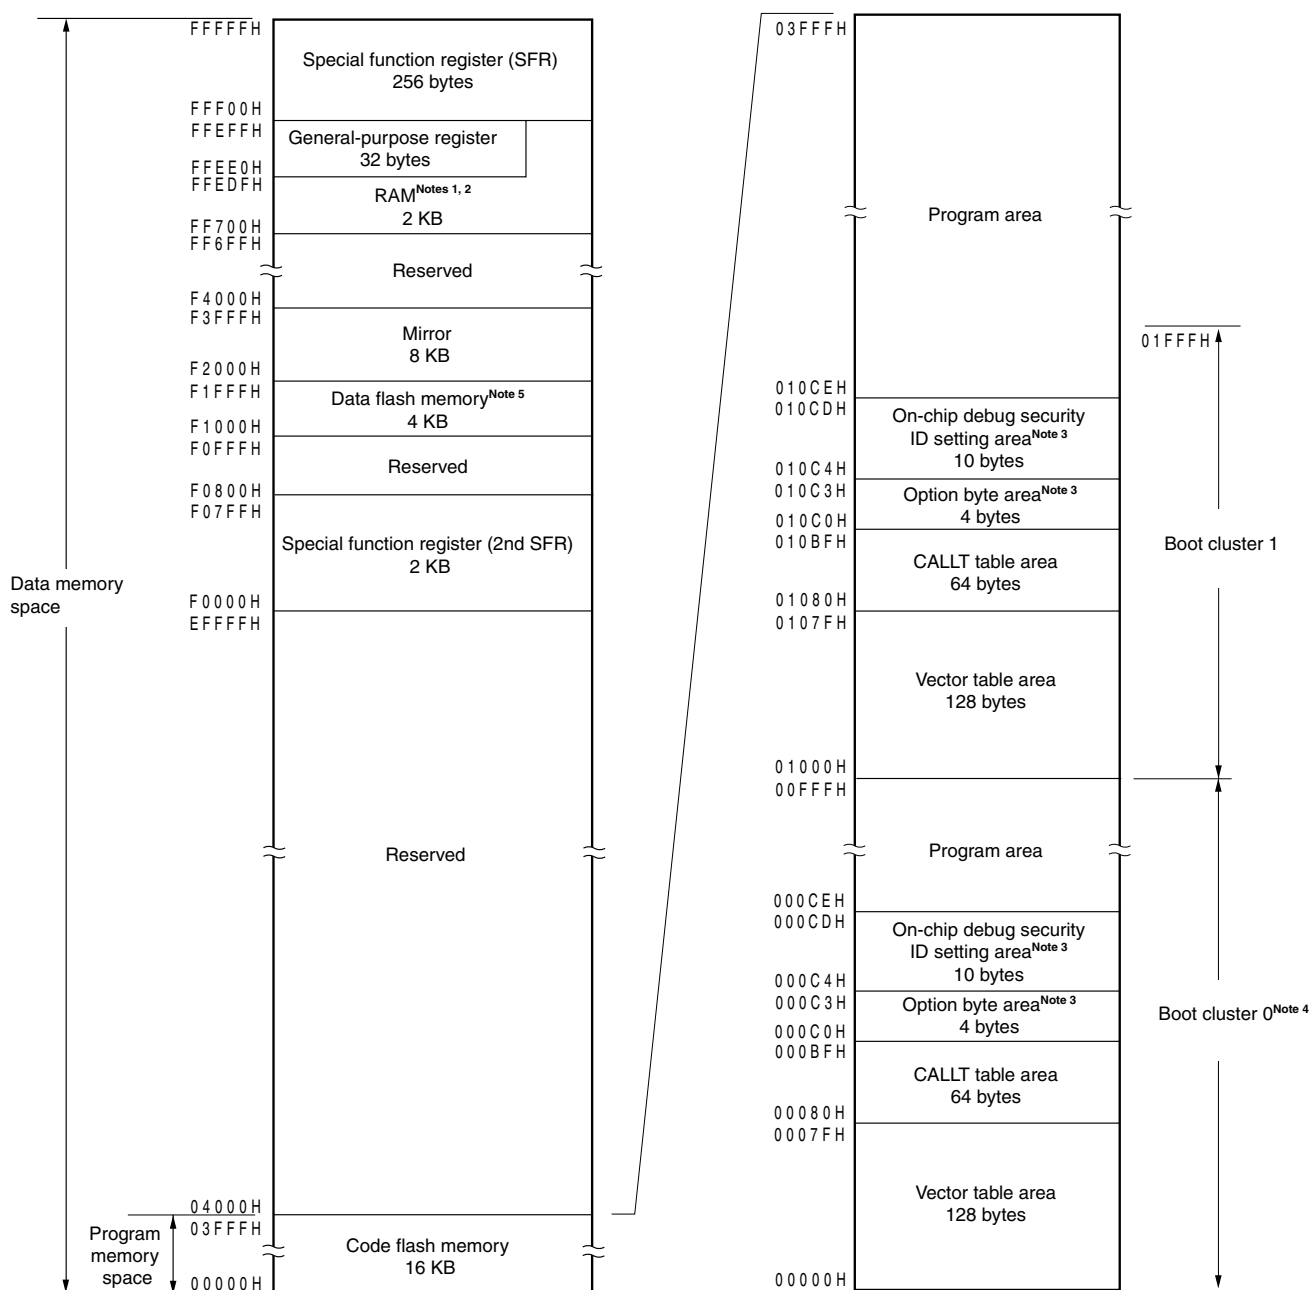 FFFFFH
Special function register (SFR)
256 bytes
FFF00H
FFEFFH
General-purpose register
32 bytes
FFEE0H
FFEDFH
RAMNotes 1, 2
2 KB
FF700H
FF6FFH
Reserved
F4000H
F3FFFH
Mirror
8 KB
F2000H
F1FFFH
Data flash memoryNote 5
4 KB
F1000H
F0FFFH
Reserved
F0800H
F07FFH
Special function register (2nd SFR)
2 KB
Data memory
space
F0000H
EFFFFH
Reserved
04000H
03FFFH
Program
memory
space
Code flash memory
16 KB
00000H
03FFFH
Program area
01FFFH
010CEH
010CDH
On-chip debug security
ID setting areaNote 3
10 bytes
010C4H
010C3H
Option byte areaNote 3
4 bytes
010C0H
010BFH
CALLT table area
64 bytes
Boot cluster 1
01080H
0107FH
Vector table area
128 bytes
01000H
00FFFH
Program area
000CEH
000CDH
On-chip debug security
ID setting areaNote 3
10 bytes
000C4H
000C3H
Option byte areaNote 3
4 bytes
Boot cluster 0Note 4
000C0H
000BFH
CALLT table area
64 bytes
00080H
0007FH
Vector table area
128 bytes
00000H